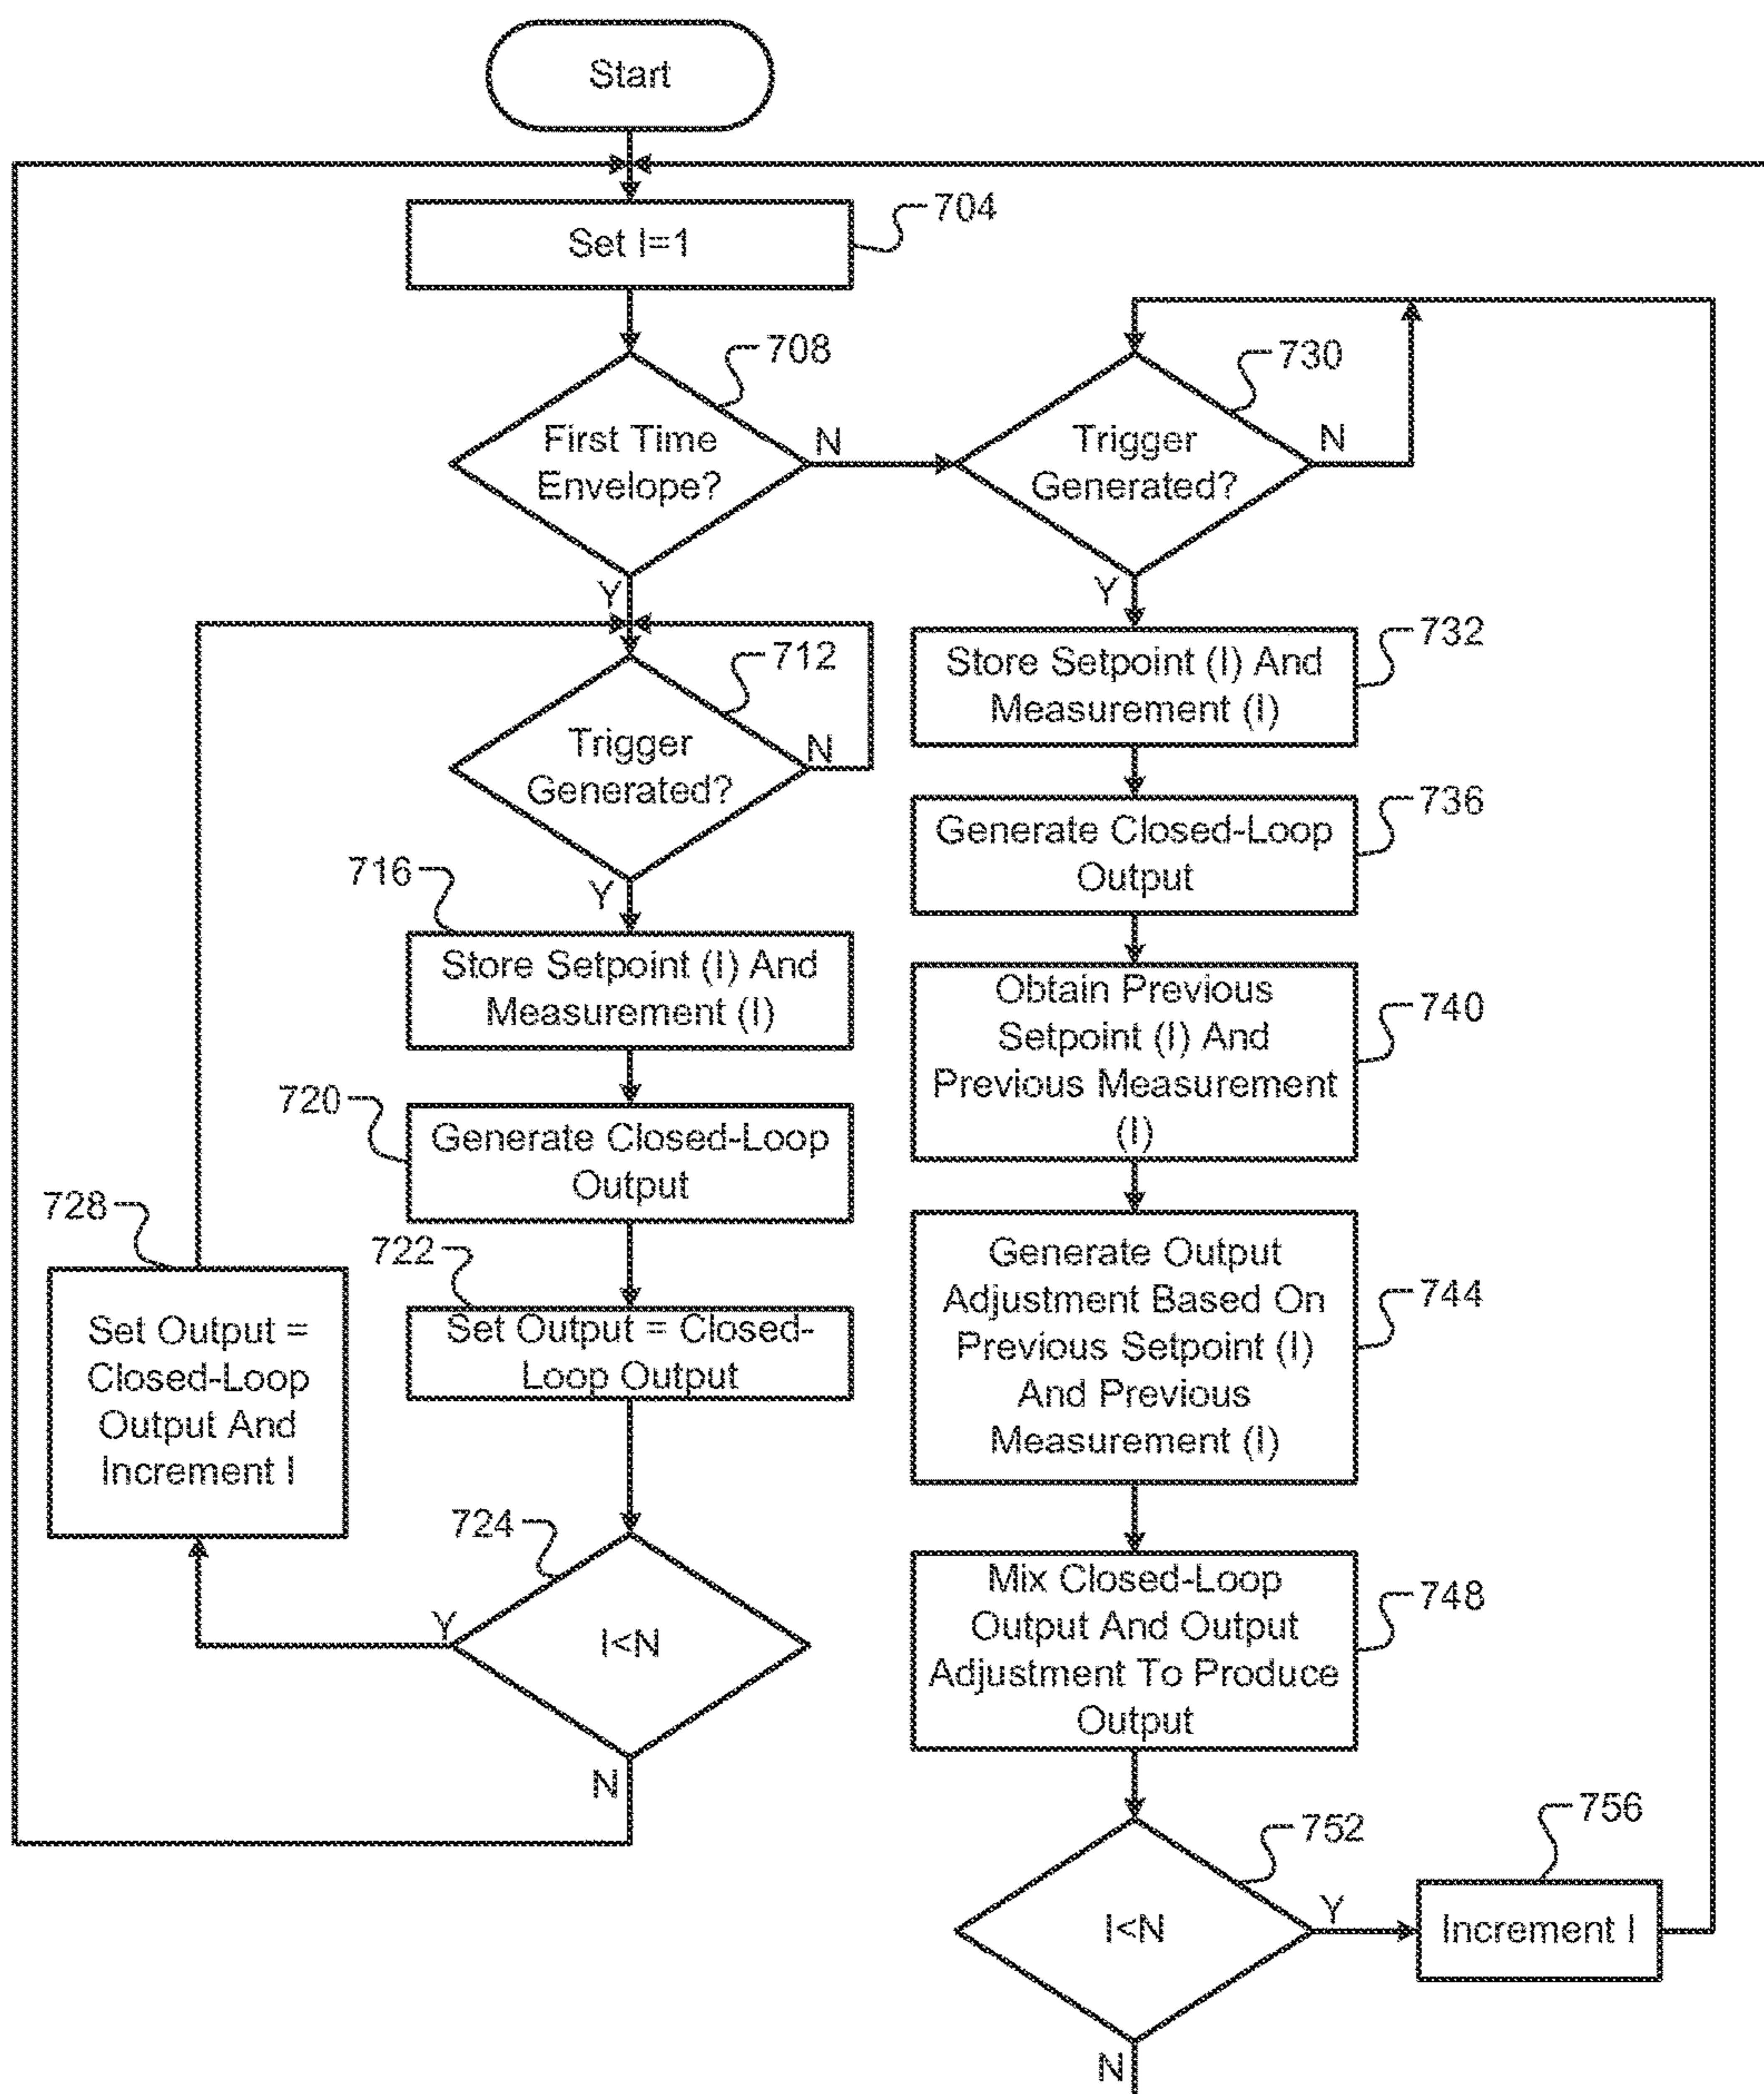 Start
Set I=1
704
First Time
Envelope?
708
N
Y
Trigger
Generated?
730
N
Y
Trigger
Generated?
712
N
Y
716
Store Setpoint (I) And
Measurement (I)
720
Generate Closed-Loop
Output
722
Set Output = Closed-
Loop Output
724
I<N
Y
N
728
Set Output =
Closed-Loop
Output And
Increment I
Store Setpoint (I) And
Measurement (I)
732
Generate Closed-Loop
Output
736
Obtain Previous
Setpoint (I) And
Previous Measurement
(I)
740
Generate Output
Adjustment Based On
Previous Setpoint (I)
And Previous
Measurement (I)
744
Mix Closed-Loop
Output And Output
Adjustment To Produce
Output
748
I<N
752
Y
N
Increment I
756